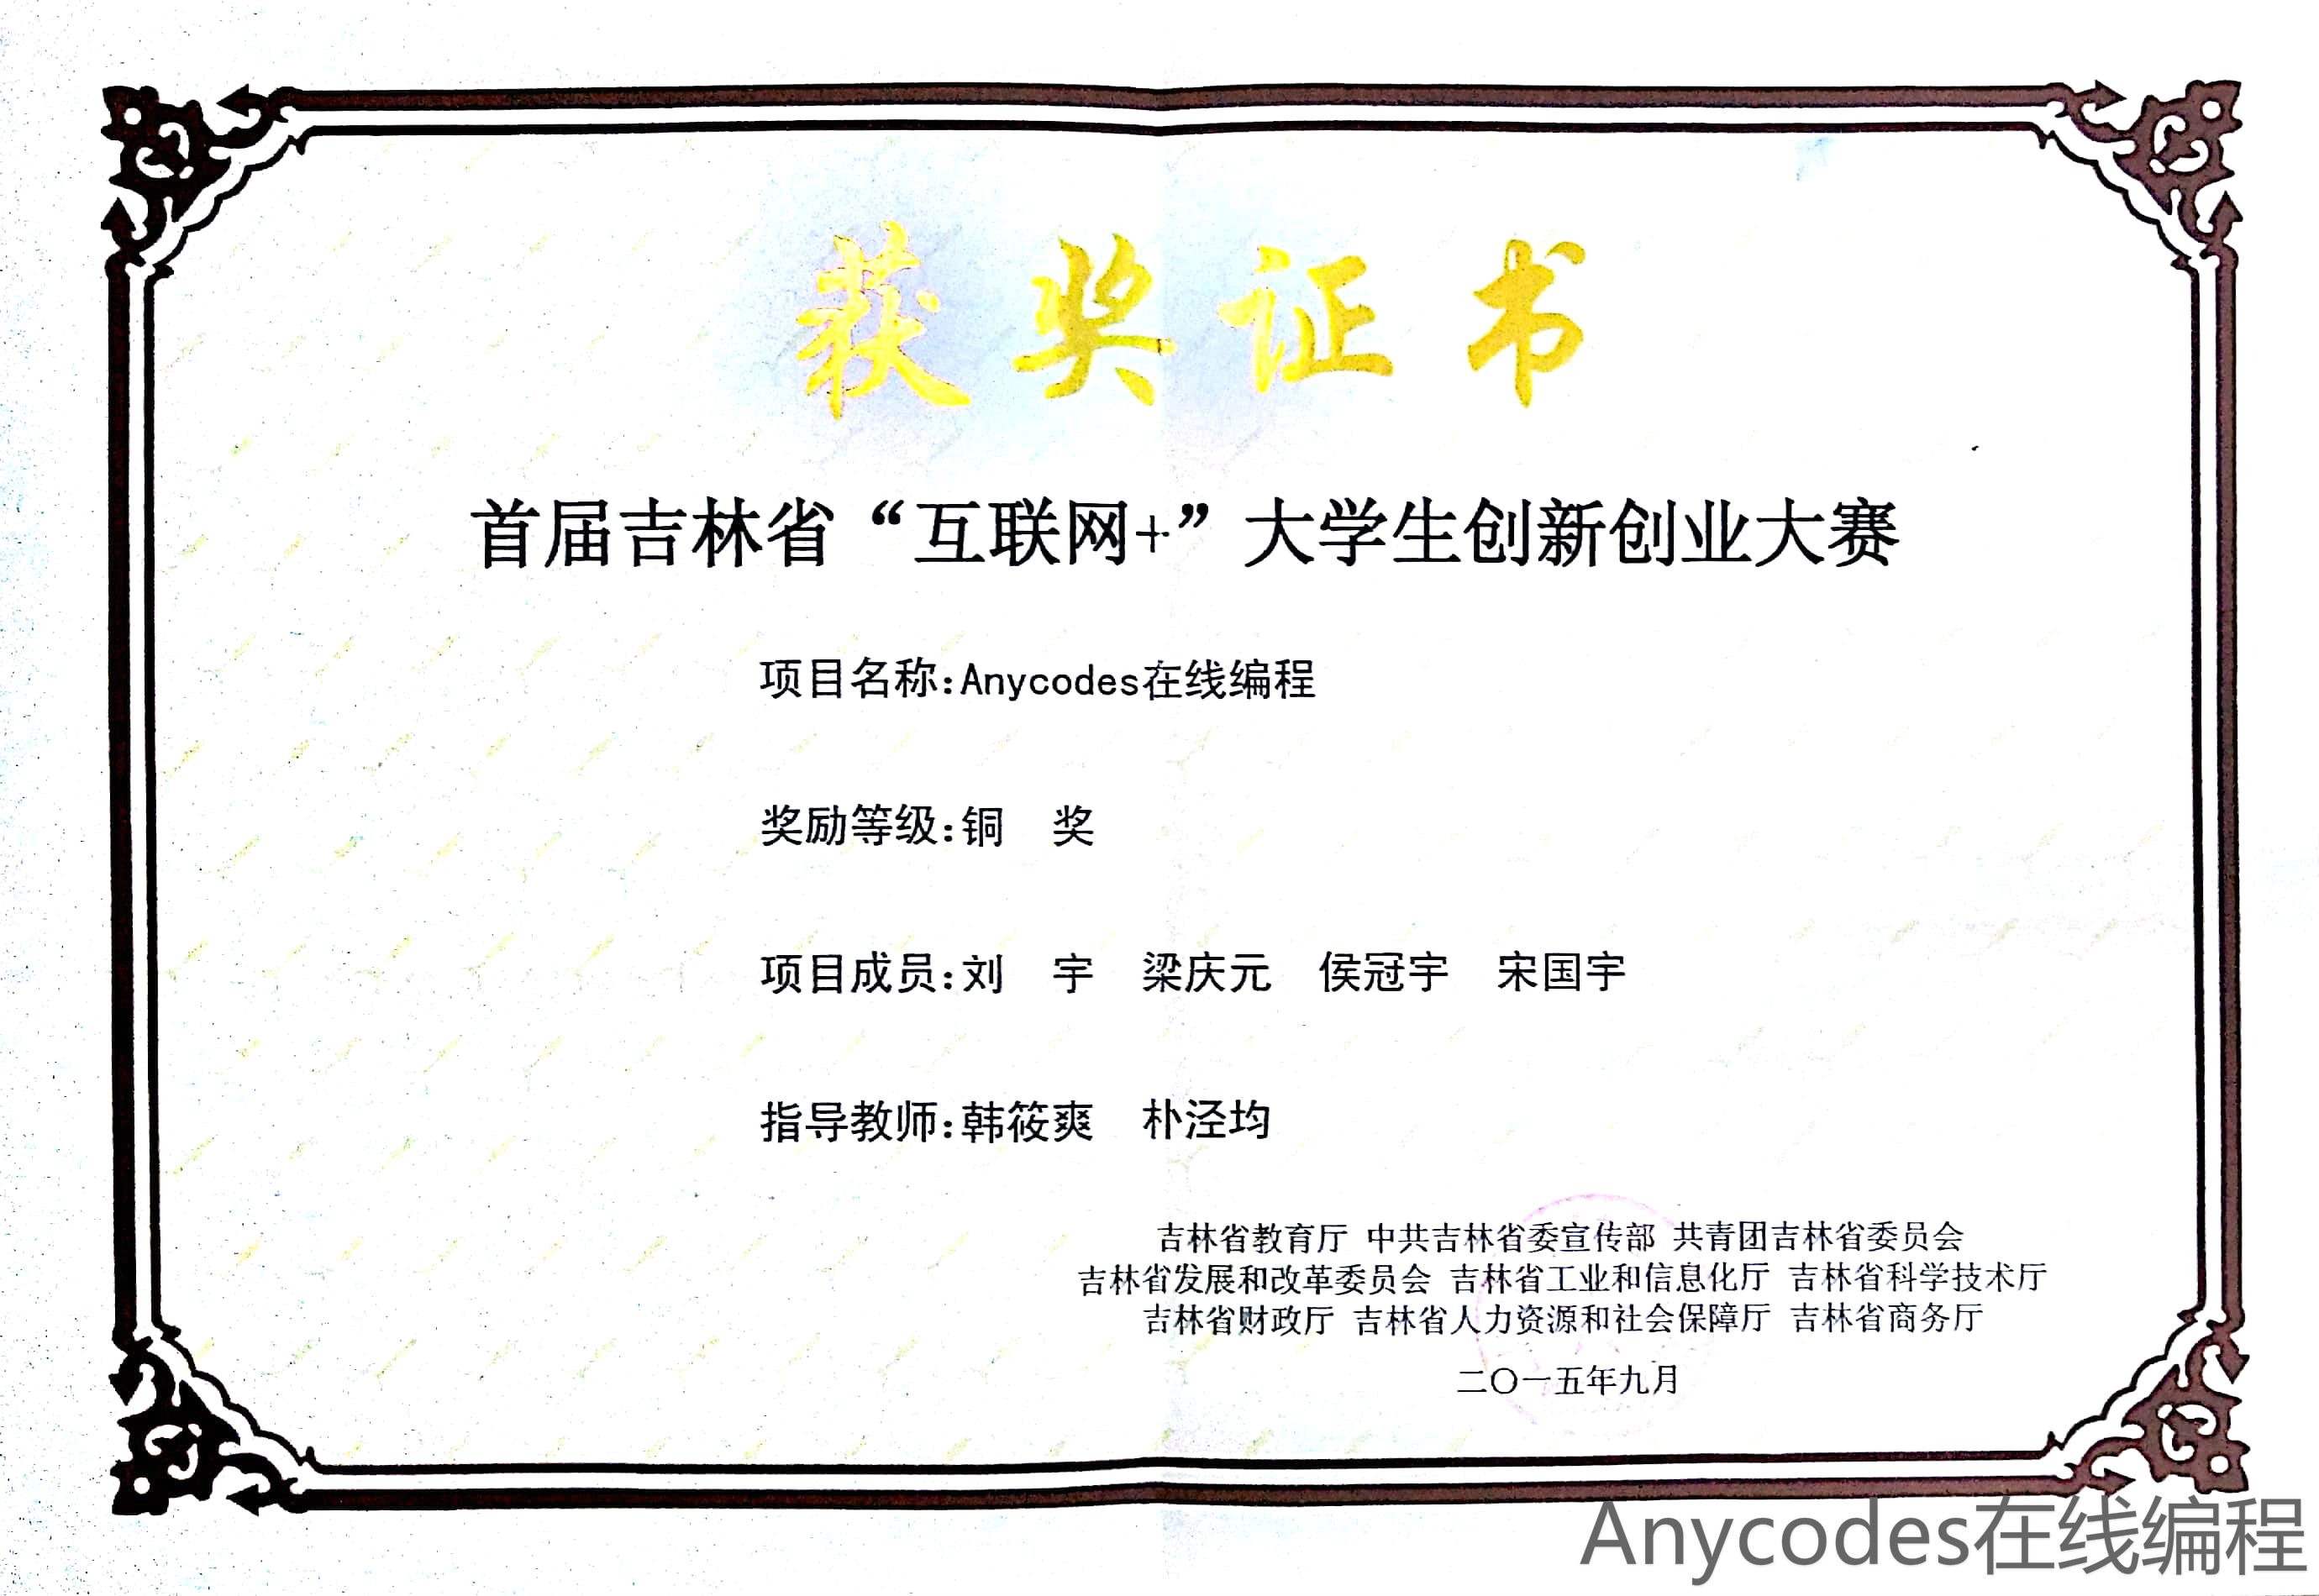 获奖证书
首届吉林省“互联网+”大学生创新创业大赛
项目名称:Anycodes在线编程
奖励等级:铜　奖
项目成员:刘　宇　梁庆元　侯冠宇　宋国宇
指导教师:韩筱爽　朴泾均
吉林省教育厅 中共吉林省委宣传部 共青团吉林省委员会
吉林省发展和改革委员会 吉林省工业和信息化厅 吉林省科学技术厅
吉林省财政厅 吉林省人力资源和社会保障厅 吉林省商务厅
二〇一五年九月
Anycodes在线编程